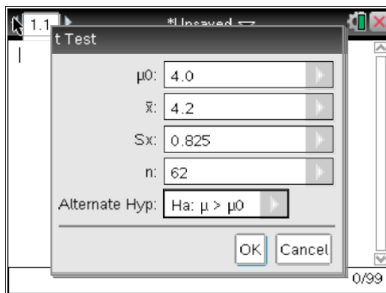 1.1 *Unsaved
t Test
μ0: 4.0
x̄: 4.2
Sx: 0.825
n: 62
Alternate Hyp: Ha: μ > μ0
OK Cancel
0/99